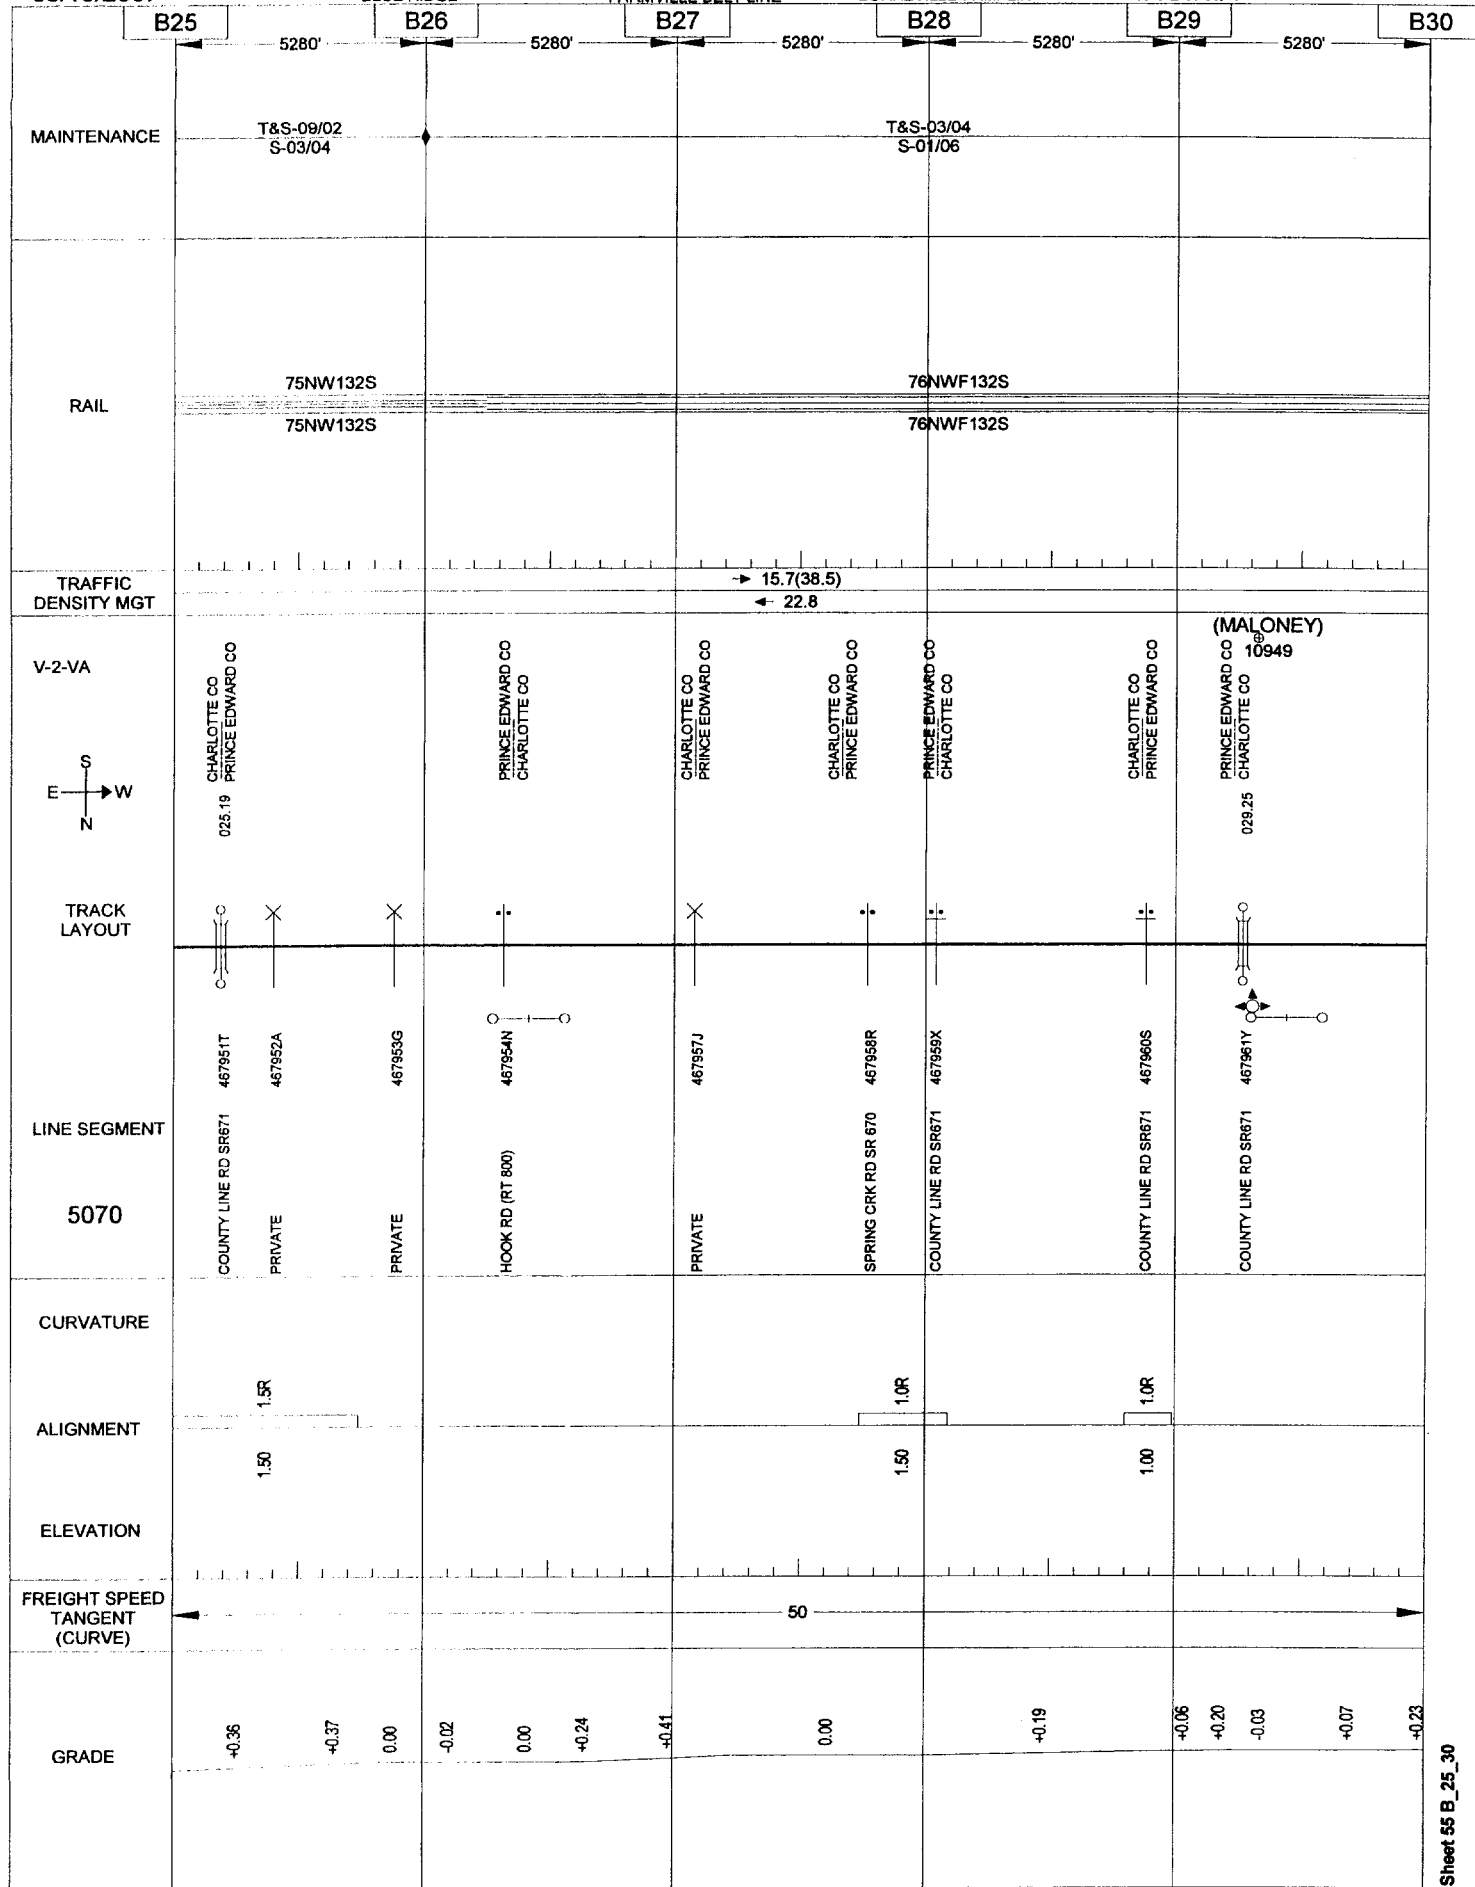 B25
B26
B27
B28
B29
B30
5280'
5280'
5280'
5280'
5280'
MAINTENANCE
T&S-09/02
S-03/04
T&S-03/04
S-01/06
RAIL
75NW132S
75NW132S
76NWF132S
76NWF132S
TRAFFIC
DENSITY MGT
15.7(38.5)
22.8
V-2-VA
S
E W
N
CHARLOTTE CO
PRINCE EDWARD CO
025.19
PRINCE EDWARD CO
CHARLOTTE CO
CHARLOTTE CO
PRINCE EDWARD CO
CHARLOTTE CO
PRINCE EDWARD CO
PRINCE EDWARD CO
CHARLOTTE CO
CHARLOTTE CO
PRINCE EDWARD CO
PRINCE EDWARD CO
CHARLOTTE CO
029.25
(MALONEY)
10949
TRACK
LAYOUT
467951T
467952A
467953G
467954N
467957J
467958R
467959X
467960S
467961Y
LINE SEGMENT
5070
COUNTY LINE RD SR671
PRIVATE
PRIVATE
HOOK RD (RT 800)
PRIVATE
SPRING CRK RD SR 670
COUNTY LINE RD SR671
COUNTY LINE RD SR671
COUNTY LINE RD SR671
CURVATURE
ALIGNMENT
1.5R
1.0R
1.0R
1.50
1.50
1.00
ELEVATION
FREIGHT SPEED
TANGENT
(CURVE)
50
GRADE
+0.36
+0.37
0.00
-0.02
0.00
+0.24
+0.41
0.00
+0.19
+0.06
+0.20
-0.03
+0.07
+0.23
Sheet 55 B_25_30